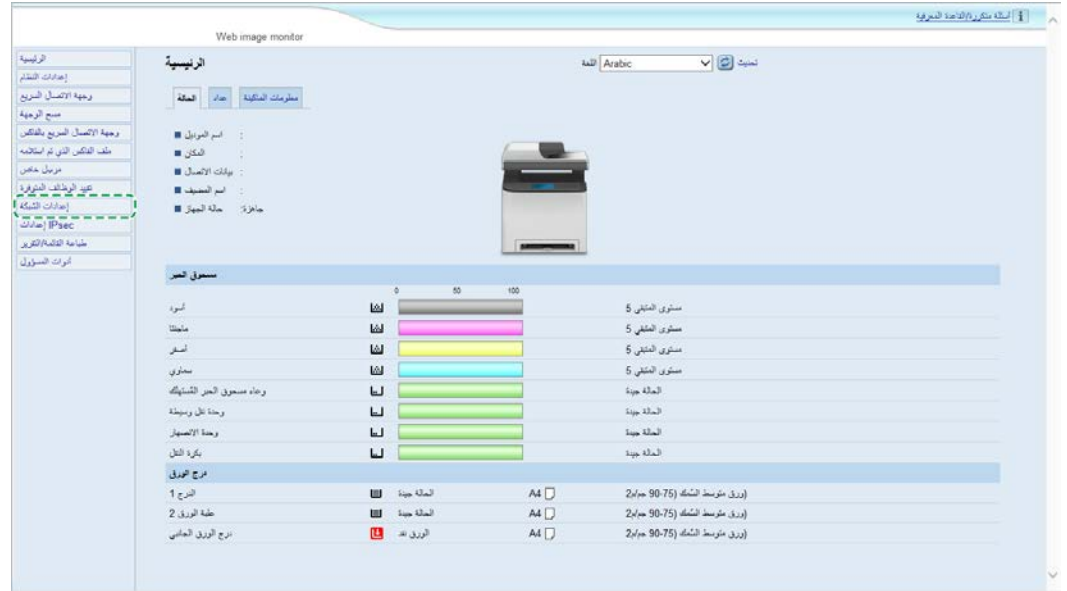 أسئلة متكررة/القاعدة المعرفية
Web image monitor
الرئيسية
إعدادات النظام
وجهة الاتصال السريع
مسح الوجهة
وجهة الاتصال السريع بالفاكس
ملف الفاكس الذي تم استلامه
مزيل خاص
تقييد الوظائف المتوفرة
إعدادات الشبكة
إعدادات IPsec
طباعة القائمة/التقرير
أدوات المسؤول
الرئيسية
اللغة Arabic تحديث
الحالة عداد معلومات الماكينة
اسم الموديل :
المكان :
بيانات الاتصال :
اسم المضيف :
حالة الجهاز :جاهزة
مسحوق الحبر
0 50 100
أسود مستوى المتبقي 5
ماجنتا مستوى المتبقي 5
أصفر مستوى المتبقي 5
سماوي مستوى المتبقي 5
وعاء مسحوق الحبر المُستهلك الحالة جيدة
وحدة نقل وسيطة الحالة جيدة
وحدة الانصهار الحالة جيدة
بكرة النقل الحالة جيدة
درج الورق
الدرج 1 الحالة جيدة A4 (ورق متوسط السُمك (75-90 جم/م2
علبة الورق 2 الحالة جيدة A4 (ورق متوسط السُمك (75-90 جم/م2
درج الورق الجانبي الورق نفد A4 (ورق متوسط السُمك (75-90 جم/م2